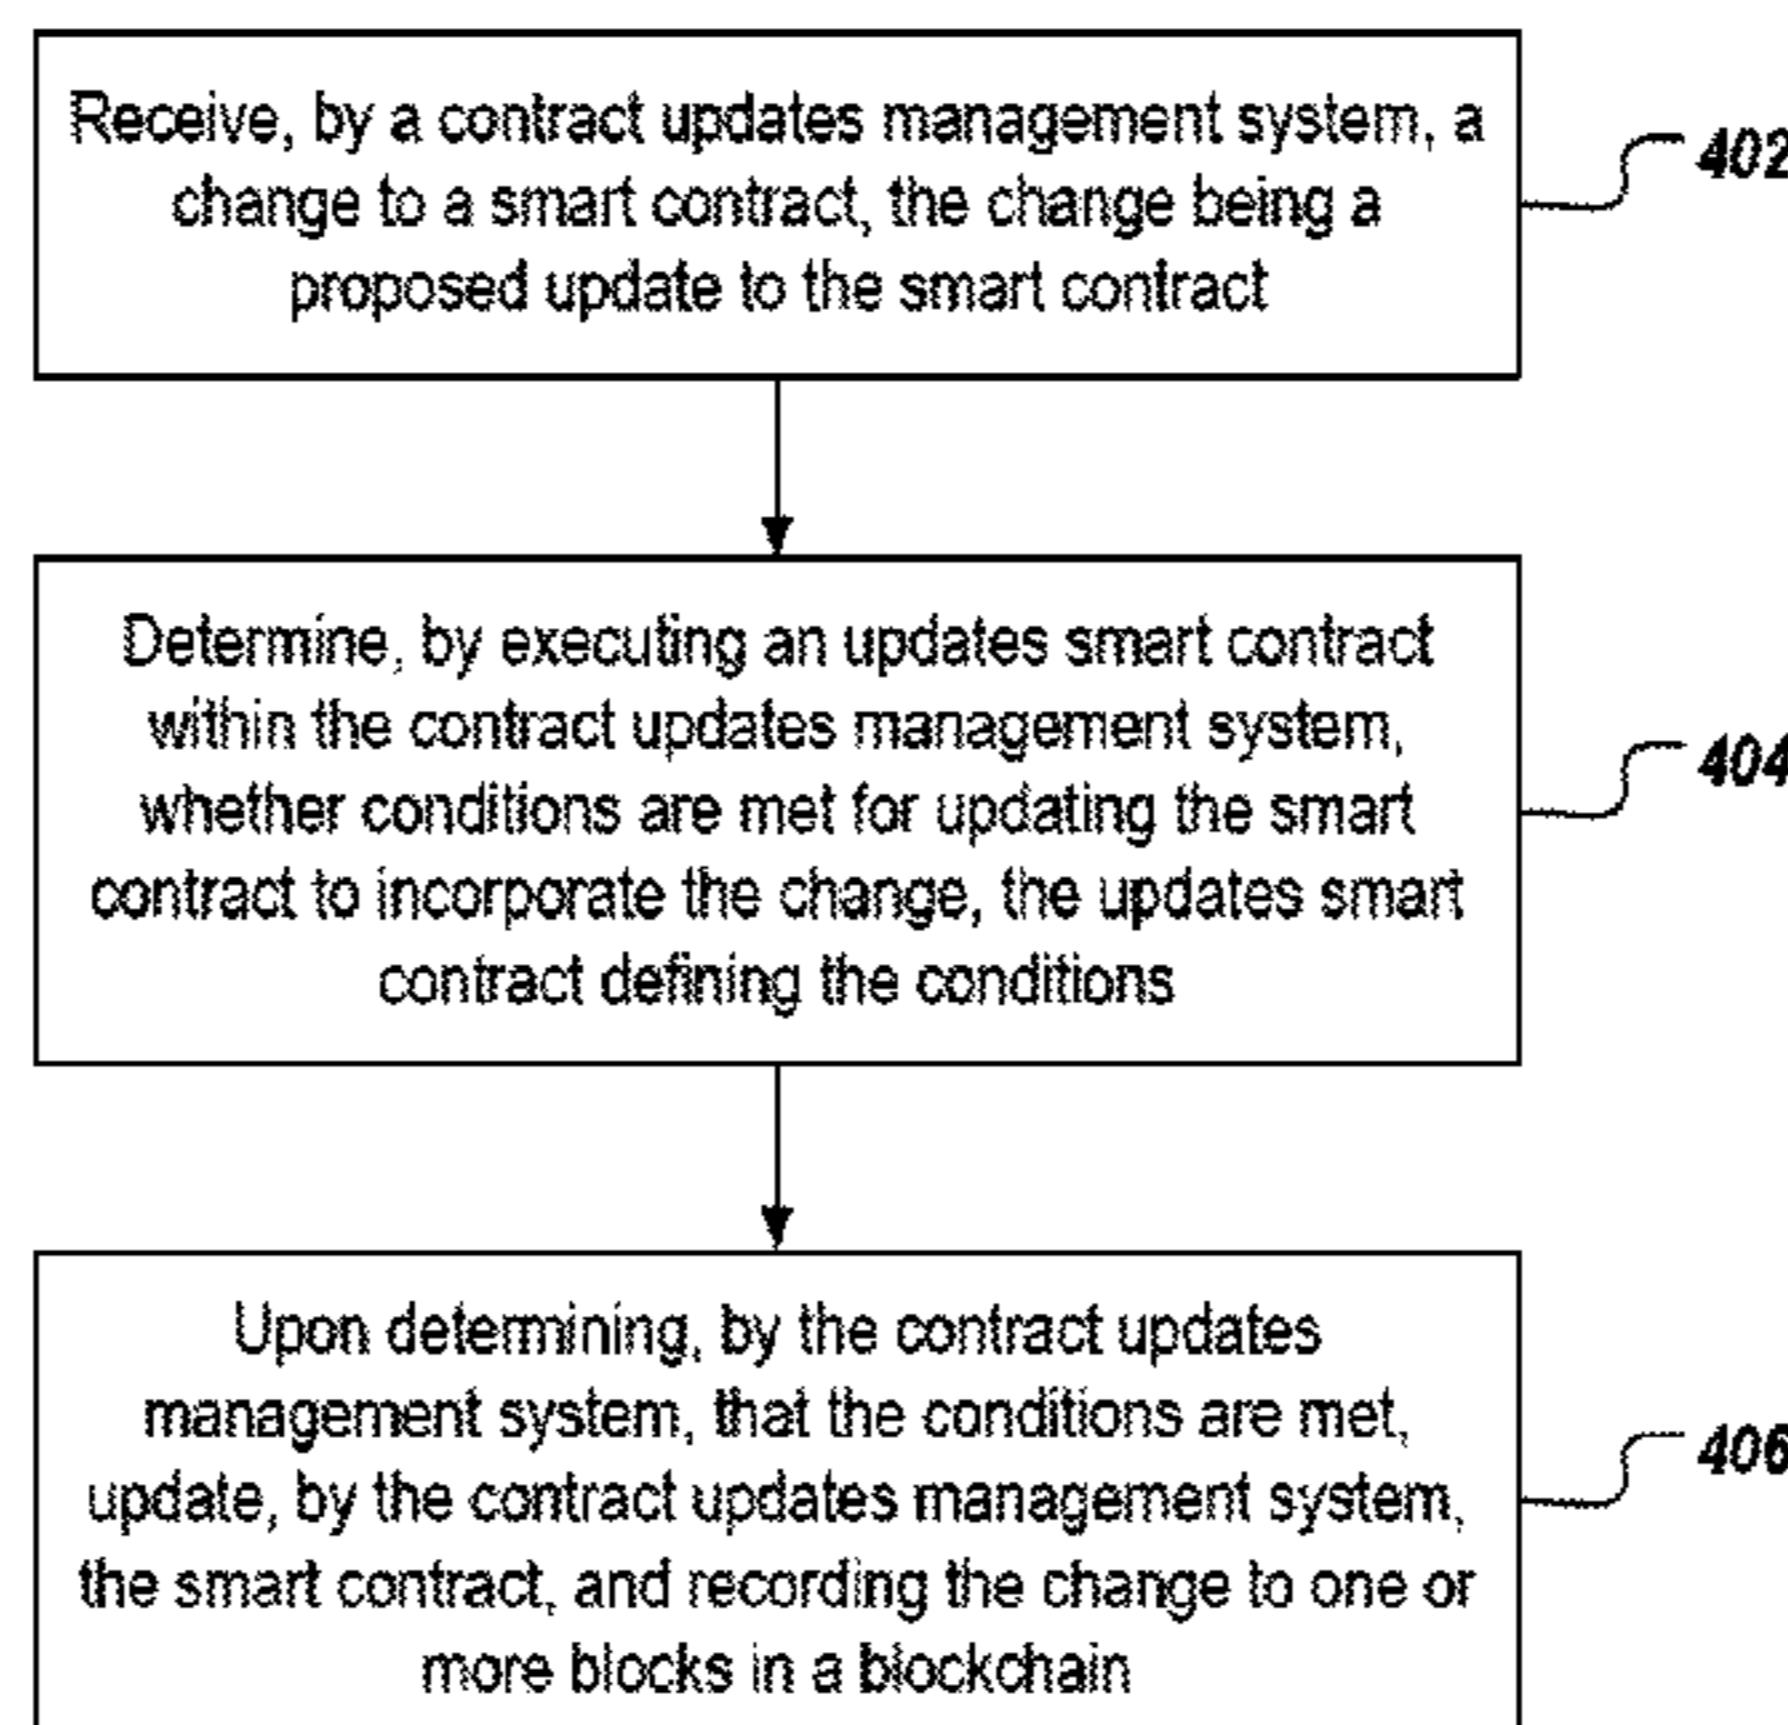 Receive, by a contract updates management system, a
change to a smart contract, the change being a
proposed update to the smart contract
402
Determine, by executing an updates smart contract
within the contract updates management system,
whether conditions are met for updating the smart
contract to incorporate the change, the updates smart
contract defining the conditions
404
Upon determining, by the contract updates
management system, that the conditions are met,
update, by the contract updates management system,
the smart contract, and recording the change to one or
more blocks in a blockchain
406